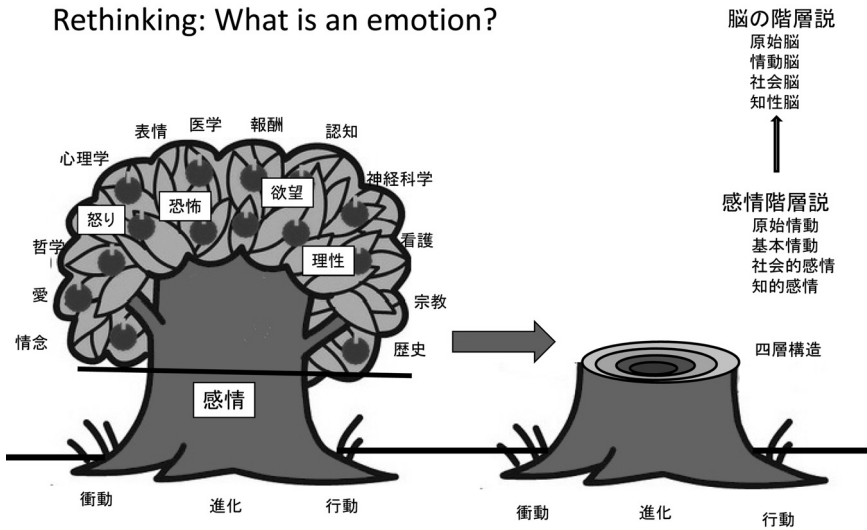 Rethinking: What is an emotion?
脳の階層説
原始脳
情動脳
社会脳
知性脳
感情階層説
原始情動
基本情動
社会的感情
知的感情
四層構造
表情
医学
報酬
認知
心理学
神経科学
怒り
恐怖
欲望
哲学
看護
理性
愛
宗教
情念
歴史
感情
衝動
進化
行動
衝動
進化
行動